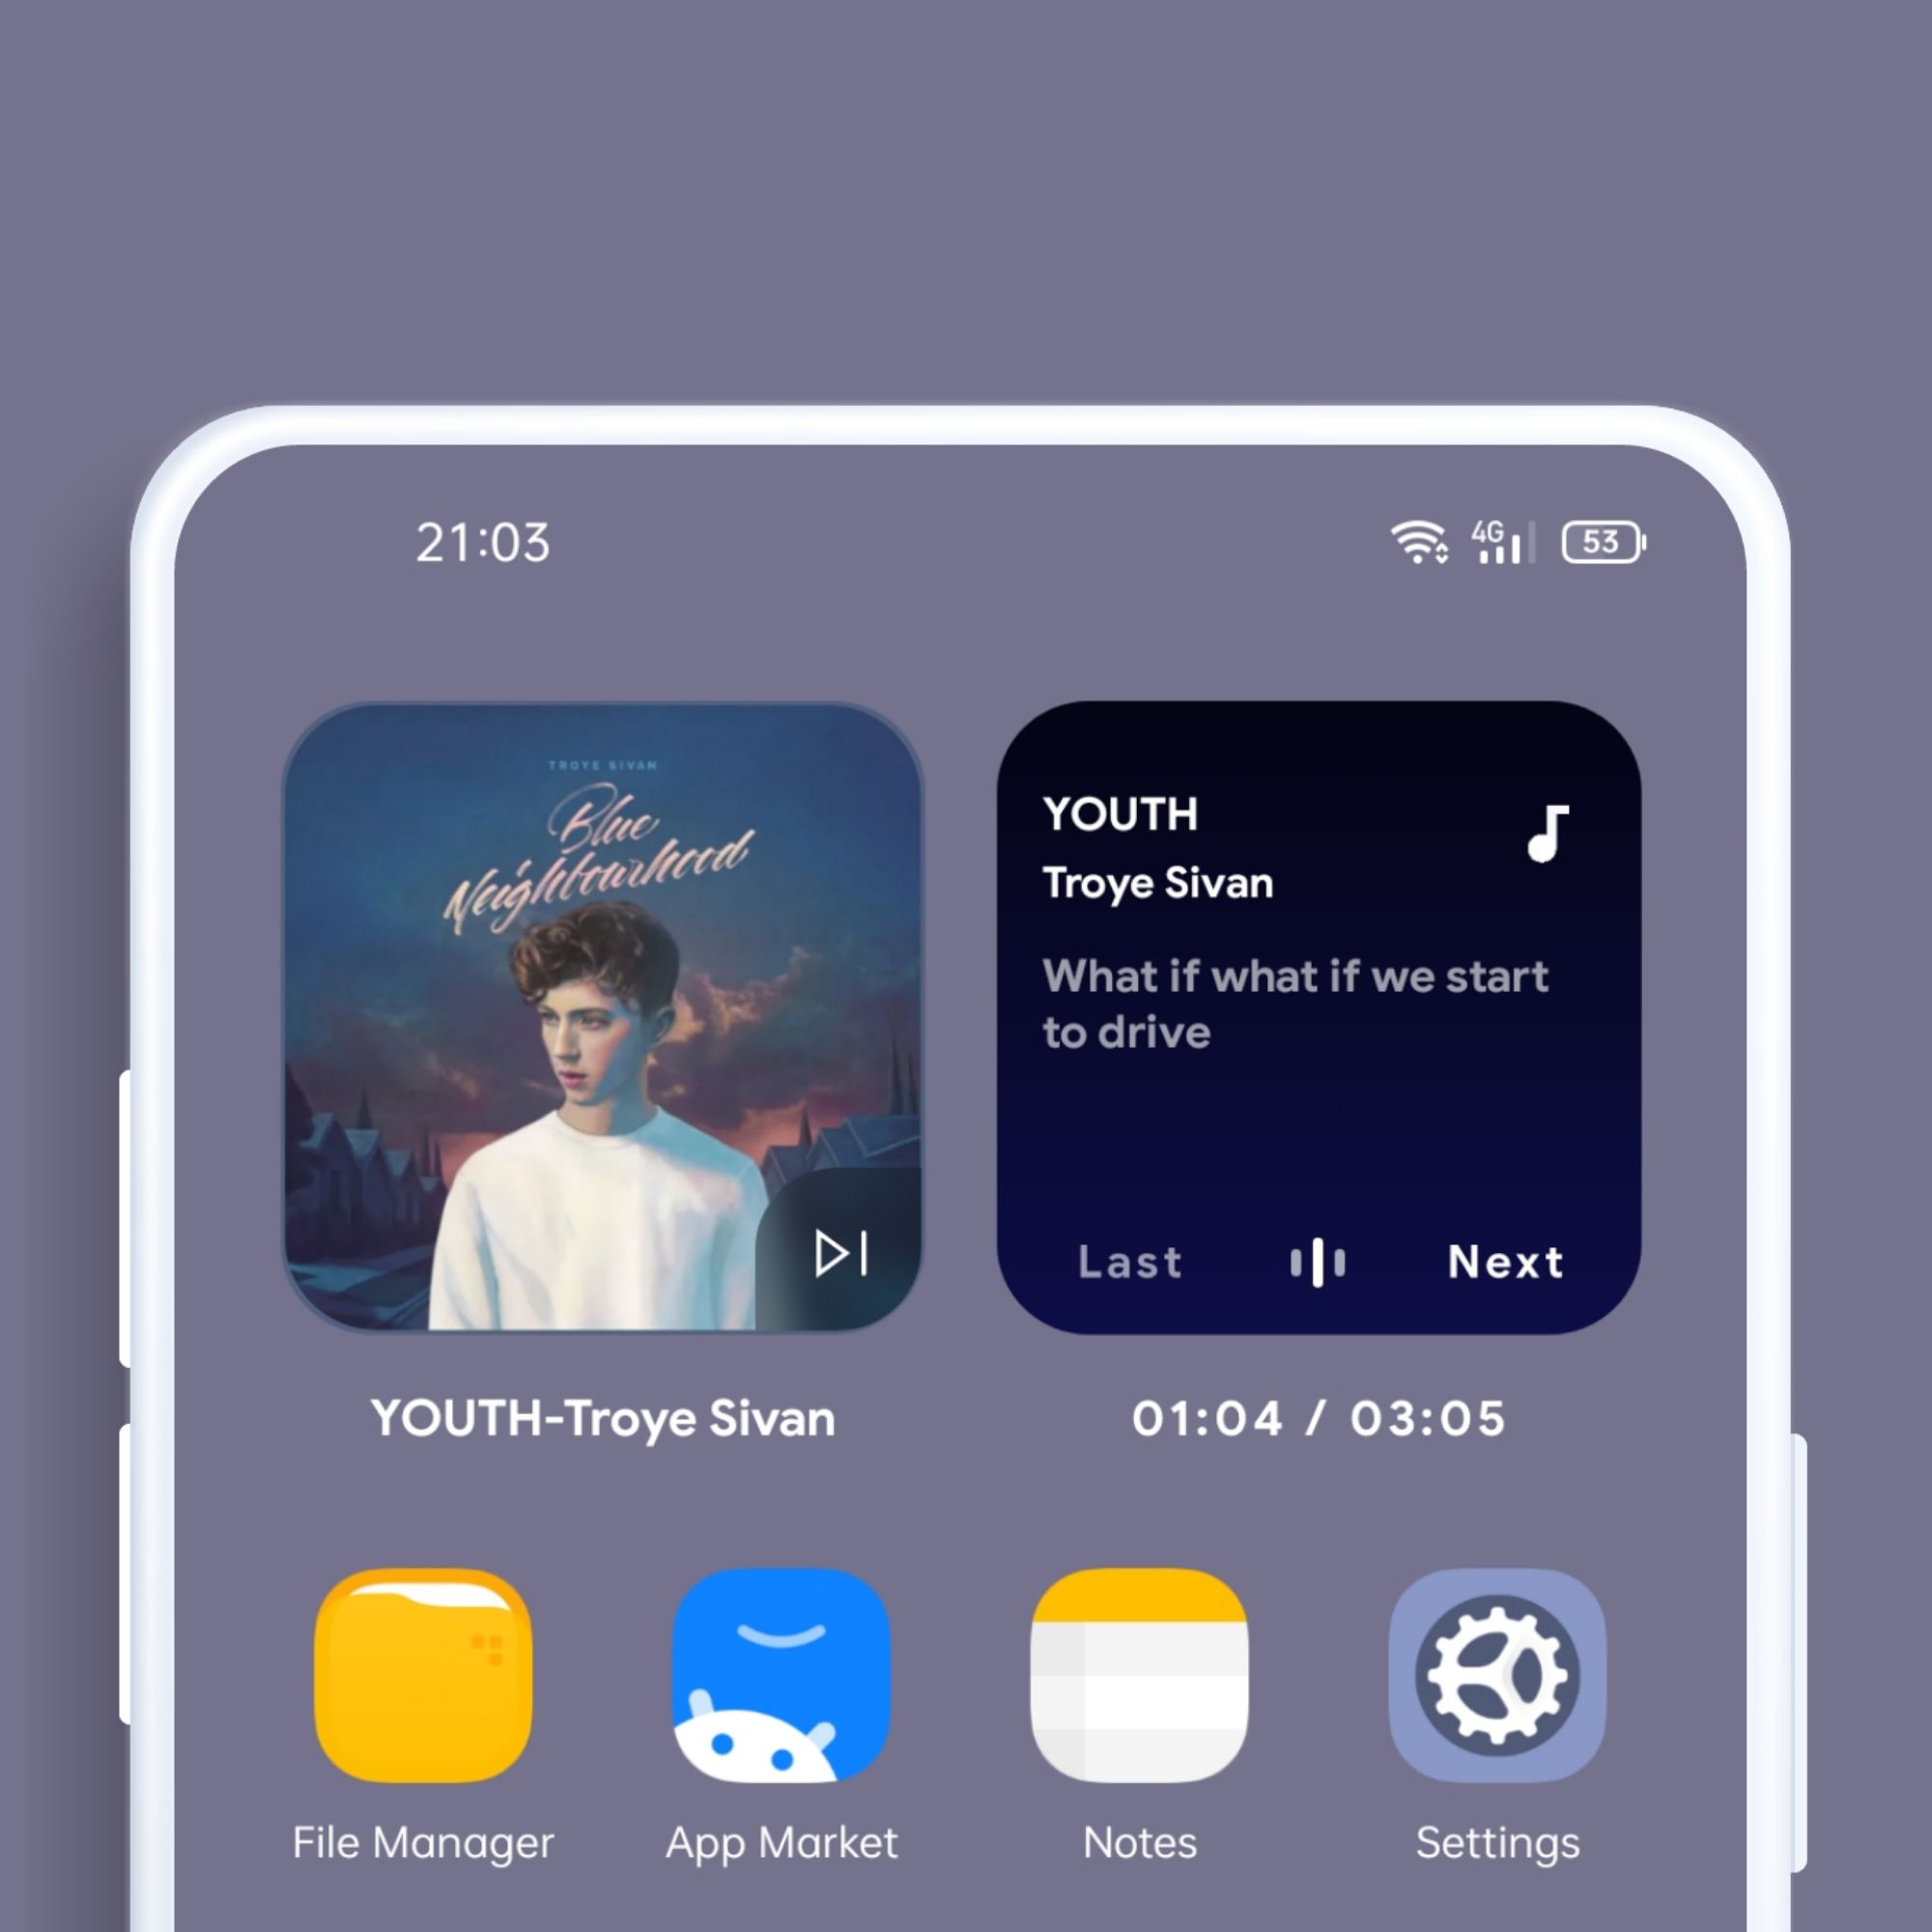 21:03
4G
53
TROYE SIVAN
Blue
Neighbourhood
YOUTH
Troye Sivan
What if what if we start
to drive
Last
Next
YOUTH-Troye Sivan
01:04 / 03:05
File Manager
App Market
Notes
Settings